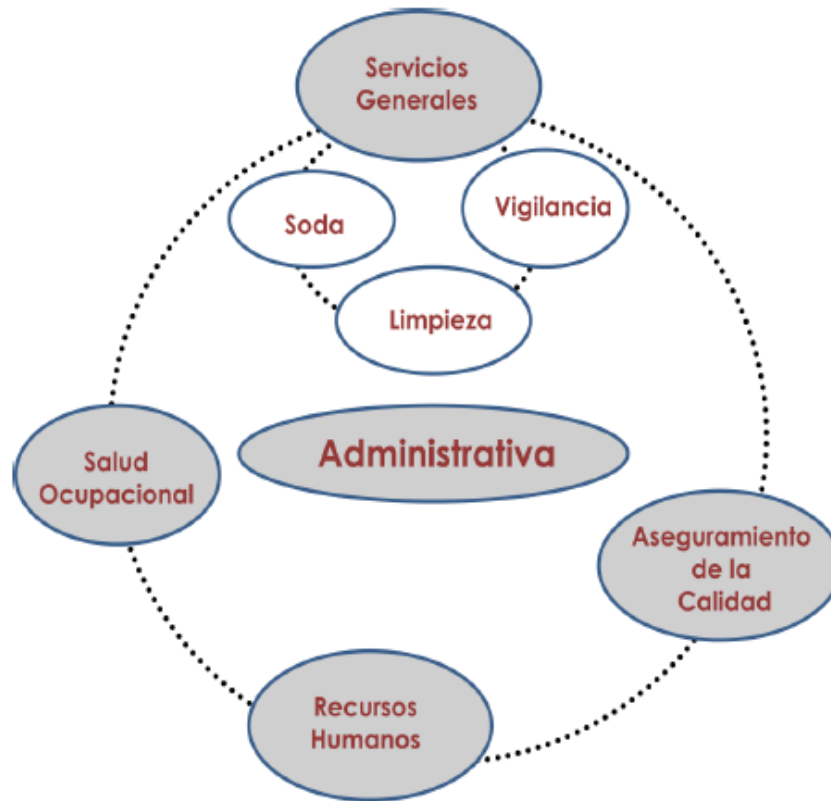 Servicios
Generales
Soda
Vigilancia
Limpieza
Administrativa
Salud
Ocupacional
Aseguramiento
de la
Calidad
Recursos
Humanos